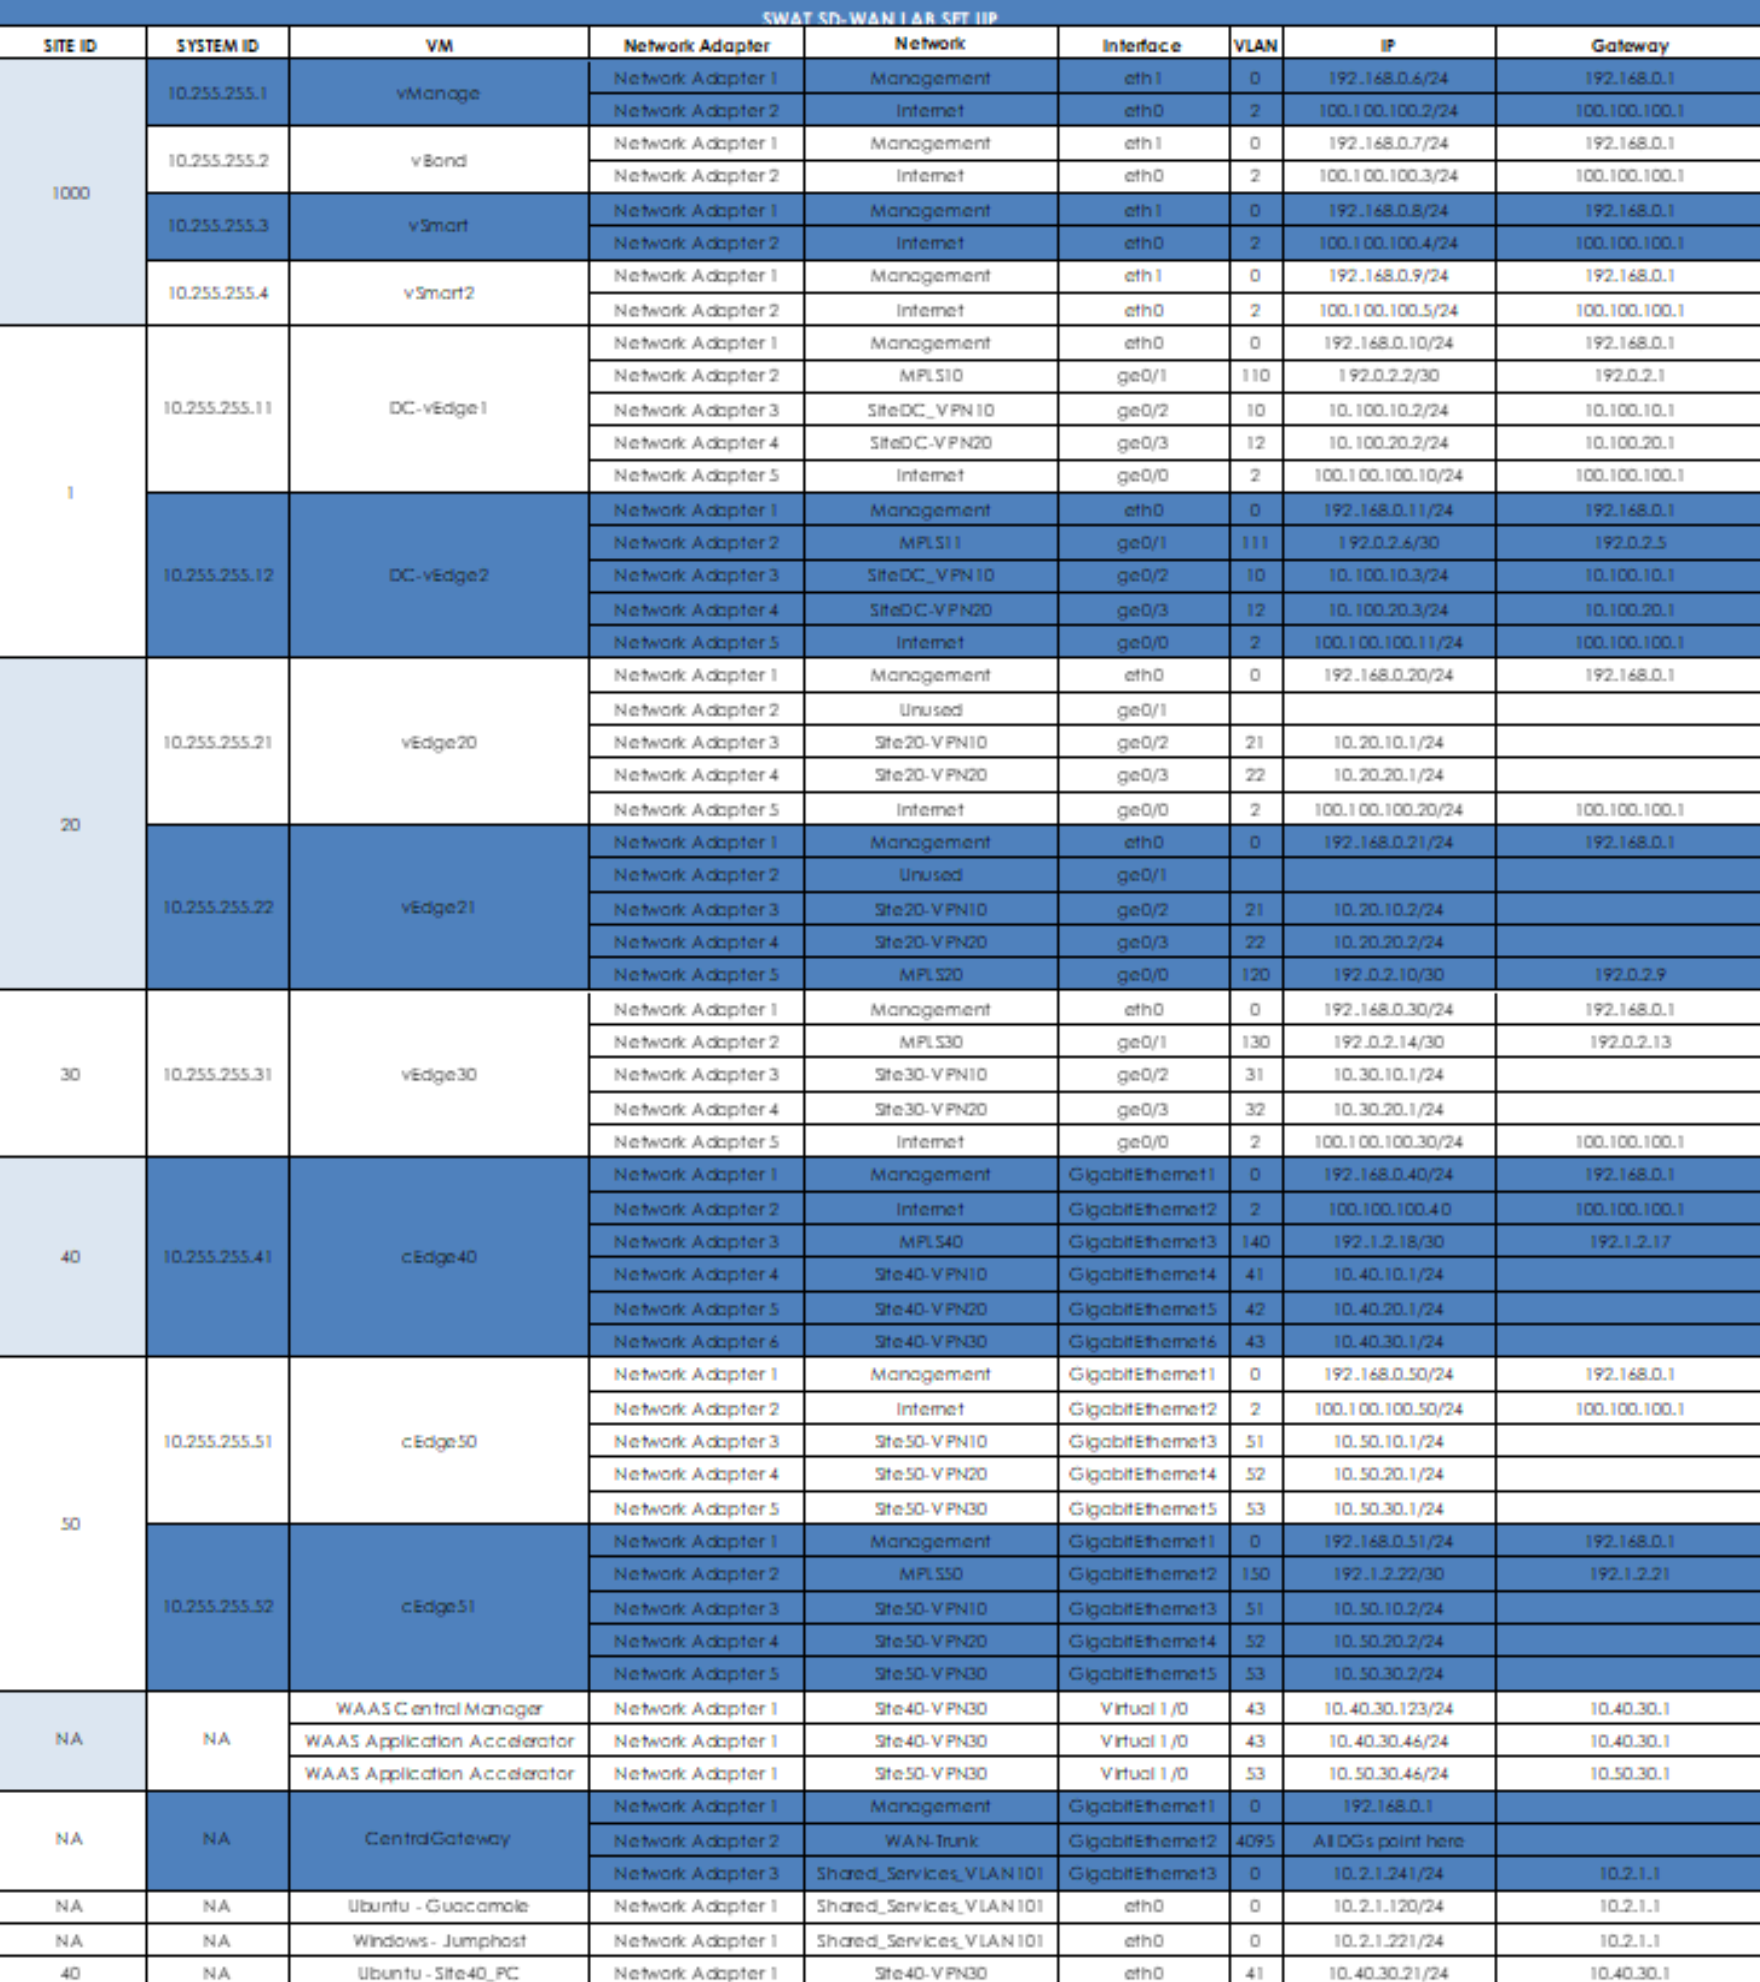 SWAT SD-WAN LAB SET UP
SITE ID SYSTEM ID VM Network Adapter Network Interface VLAN IP Gateway
1000 10.255.255.1 vManage Network Adapter 1 Management eth1 0 192.168.0.6/24 192.168.0.1
Network Adapter 2 Internet eth0 2 100.100.100.2/24 100.100.100.1
10.255.255.2 vBond Network Adapter 1 Management eth1 0 192.168.0.7/24 192.168.0.1
Network Adapter 2 Internet eth0 2 100.100.100.3/24 100.100.100.1
10.255.255.3 vSmart Network Adapter 1 Management eth1 0 192.168.0.8/24 192.168.0.1
Network Adapter 2 Internet eth0 2 100.100.100.4/24 100.100.100.1
10.255.255.4 vSmart2 Network Adapter 1 Management eth1 0 192.168.0.9/24 192.168.0.1
Network Adapter 2 Internet eth0 2 100.100.100.5/24 100.100.100.1
1 10.255.255.11 DC-vEdge1 Network Adapter 1 Management eth0 0 192.168.0.10/24 192.168.0.1
Network Adapter 2 MPLS10 ge0/1 110 192.0.2.2/30 192.0.2.1
Network Adapter 3 SiteDC_VPN10 ge0/2 10 10.100.10.2/24 10.100.10.1
Network Adapter 4 SiteDC-VPN20 ge0/3 12 10.100.20.2/24 10.100.20.1
Network Adapter 5 Internet ge0/0 2 100.100.100.10/24 100.100.100.1
10.255.255.12 DC-vEdge2 Network Adapter 1 Management eth0 0 192.168.0.11/24 192.168.0.1
Network Adapter 2 MPLS11 ge0/1 111 192.0.2.6/30 192.0.2.5
Network Adapter 3 SiteDC_VPN10 ge0/2 10 10.100.10.3/24 10.100.10.1
Network Adapter 4 SiteDC-VPN20 ge0/3 12 10.100.20.3/24 10.100.20.1
Network Adapter 5 Internet ge0/0 2 100.100.100.11/24 100.100.100.1
20 10.255.255.21 vEdge20 Network Adapter 1 Management eth0 0 192.168.0.20/24 192.168.0.1
Network Adapter 2 Unused ge0/1
Network Adapter 3 Site20-VPN10 ge0/2 21 10.20.10.1/24
Network Adapter 4 Site20-VPN20 ge0/3 22 10.20.20.1/24
Network Adapter 5 Internet ge0/0 2 100.100.100.20/24 100.100.100.1
10.255.255.22 vEdge21 Network Adapter 1 Management eth0 0 192.168.0.21/24 192.168.0.1
Network Adapter 2 Unused ge0/1
Network Adapter 3 Site20-VPN10 ge0/2 21 10.20.10.2/24
Network Adapter 4 Site20-VPN20 ge0/3 22 10.20.20.2/24
Network Adapter 5 MPLS20 ge0/0 120 192.0.2.10/30 192.0.2.9
30 10.255.255.31 vEdge30 Network Adapter 1 Management eth0 0 192.168.0.30/24 192.168.0.1
Network Adapter 2 MPLS30 ge0/1 130 192.0.2.14/30 192.0.2.13
Network Adapter 3 Site30-VPN10 ge0/2 31 10.30.10.1/24
Network Adapter 4 Site30-VPN20 ge0/3 32 10.30.20.1/24
Network Adapter 5 Internet ge0/0 2 100.100.100.30/24 100.100.100.1
40 10.255.255.41 cEdge40 Network Adapter 1 Management GigabitEthernet1 0 192.168.0.40/24 192.168.0.1
Network Adapter 2 Internet GigabitEthernet2 2 100.100.100.40 100.100.100.1
Network Adapter 3 MPLS40 GigabitEthernet3 140 192.1.2.18/30 192.1.2.17
Network Adapter 4 Site40-VPN10 GigabitEthernet4 41 10.40.10.1/24
Network Adapter 5 Site40-VPN20 GigabitEthernet5 42 10.40.20.1/24
Network Adapter 6 Site40-VPN30 GigabitEthernet6 43 10.40.30.1/24
50 10.255.255.51 cEdge50 Network Adapter 1 Management GigabitEthernet1 0 192.168.0.50/24 192.168.0.1
Network Adapter 2 Internet GigabitEthernet2 2 100.100.100.50/24 100.100.100.1
Network Adapter 3 Site50-VPN10 GigabitEthernet3 51 10.50.10.1/24
Network Adapter 4 Site50-VPN20 GigabitEthernet4 52 10.50.20.1/24
Network Adapter 5 Site50-VPN30 GigabitEthernet5 53 10.50.30.1/24
10.255.255.52 cEdge51 Network Adapter 1 Management GigabitEthernet1 0 192.168.0.51/24 192.168.0.1
Network Adapter 2 MPLS50 GigabitEthernet2 150 192.1.2.22/30 192.1.2.21
Network Adapter 3 Site50-VPN10 GigabitEthernet3 51 10.50.10.2/24
Network Adapter 4 Site50-VPN20 GigabitEthernet4 52 10.50.20.2/24
Network Adapter 5 Site50-VPN30 GigabitEthernet5 53 10.50.30.2/24
NA NA WAAS Central Manager Network Adapter 1 Site40-VPN30 Virtual 1/0 43 10.40.30.123/24 10.40.30.1
WAAS Application Accelerator Network Adapter 1 Site40-VPN30 Virtual 1/0 43 10.40.30.46/24 10.40.30.1
WAAS Application Accelerator Network Adapter 1 Site50-VPN30 Virtual 1/0 53 10.50.30.46/24 10.50.30.1
NA NA CentralGateway Network Adapter 1 Management GigabitEthernet1 0 192.168.0.1
Network Adapter 2 WAN-Trunk GigabitEthernet2 4095 All DGs point here
Network Adapter 3 Shared_Services_VLAN101 GigabitEthernet3 0 10.2.1.241/24 10.2.1.1
NA NA Ubuntu - Guacamole Network Adapter 1 Shared_Services_VLAN101 eth0 0 10.2.1.120/24 10.2.1.1
NA NA Windows - Jumphost Network Adapter 1 Shared_Services_VLAN101 eth0 0 10.2.1.221/24 10.2.1.1
40 NA Ubuntu - Site40_PC Network Adapter 1 Site40-VPN30 eth0 41 10.40.30.21/24 10.40.30.1